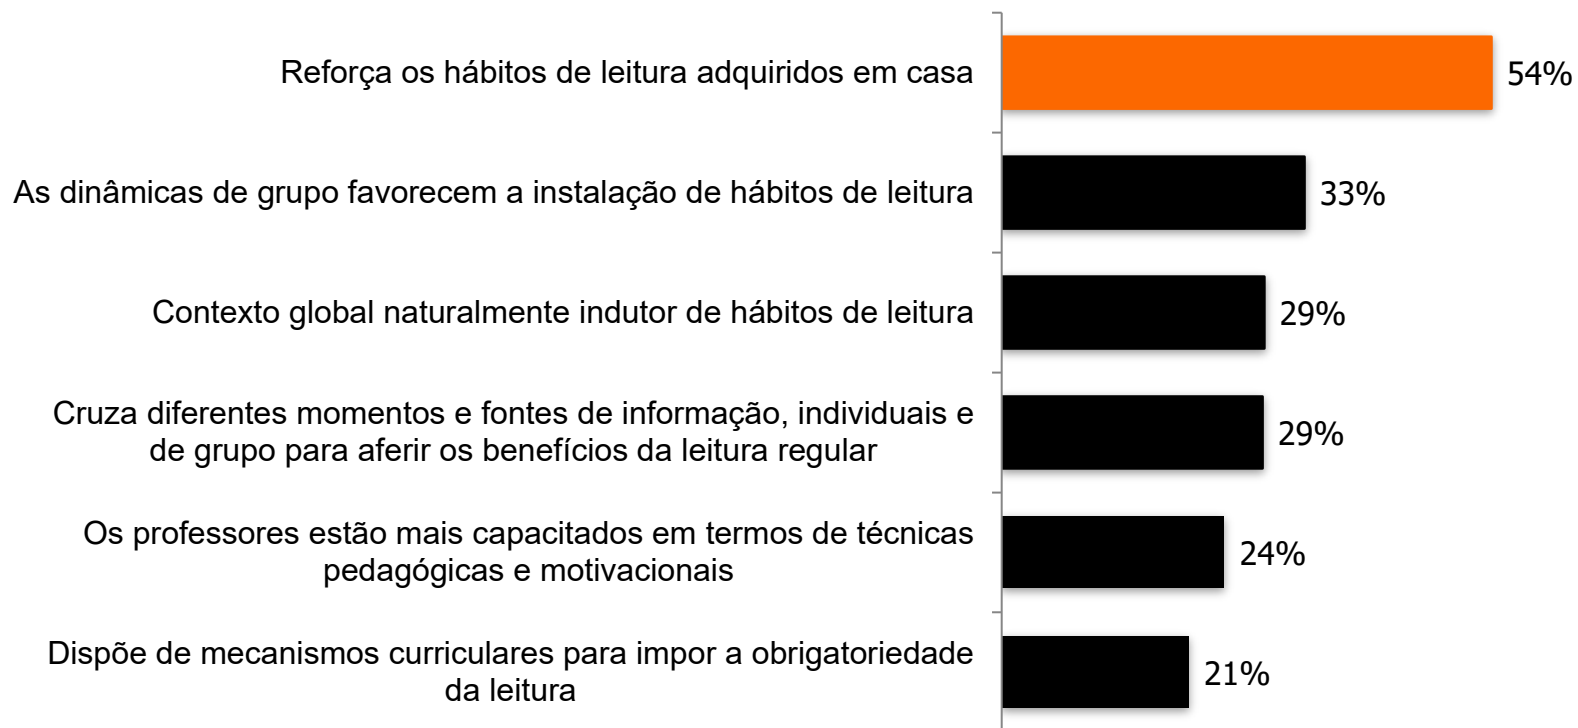 Reforça os hábitos de leitura adquiridos em casa
54%
As dinâmicas de grupo favorecem a instalação de hábitos de leitura
33%
Contexto global naturalmente indutor de hábitos de leitura
29%
Cruza diferentes momentos e fontes de informação, individuais e
de grupo para aferir os benefícios da leitura regular
29%
Os professores estão mais capacitados em termos de técnicas
pedagógicas e motivacionais
24%
Dispõe de mecanismos curriculares para impor a obrigatoriedade
da leitura
21%